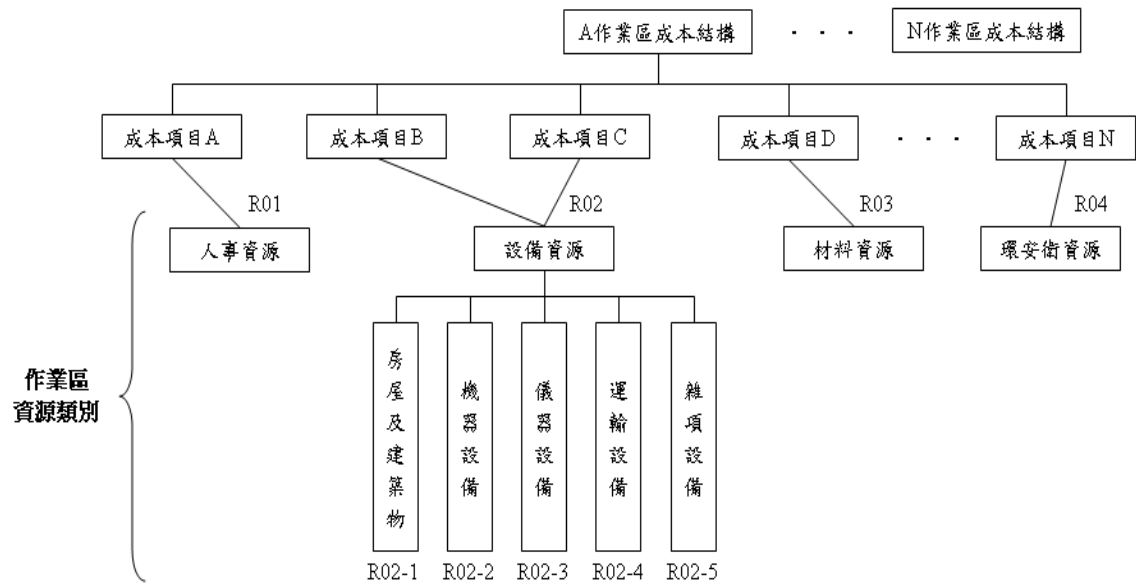 A作業區成本結構
· · ·
N作業區成本結構
成本項目A
成本項目B
成本項目C
成本項目D
· · ·
成本項目N
R01
R02
R03
R04
人事資源
設備資源
材料資源
環安衛資源
作業區
資源類別
房屋及建築物
機器設備
儀器設備
運輸設備
雜項設備
R02-1
R02-2
R02-3
R02-4
R02-5